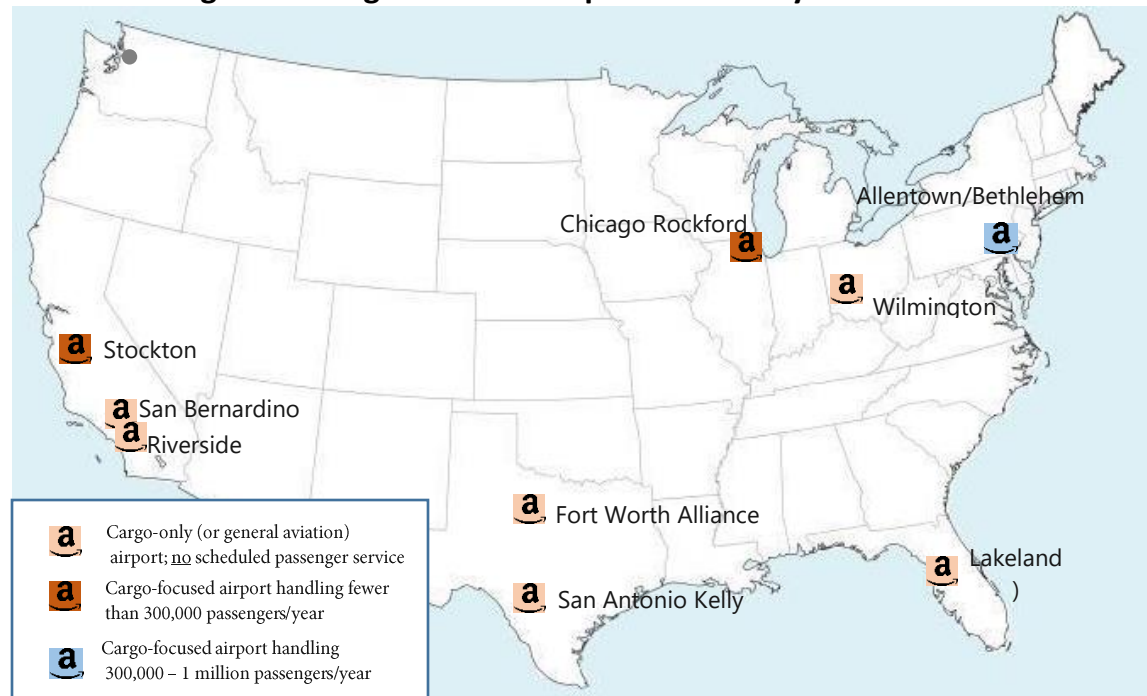 Allentown/Bethlehem
Chicago Rockford
Wilmington
Stockton
San Bernardino
Riverside
Fort Worth Alliance
Lakeland
)
San Antonio Kelly
a Cargo-only (or general aviation)
airport; no scheduled passenger service
a Cargo-focused airport handling fewer
than 300,000 passengers/year
a Cargo-focused airport handling
300,000 – 1 million passengers/year